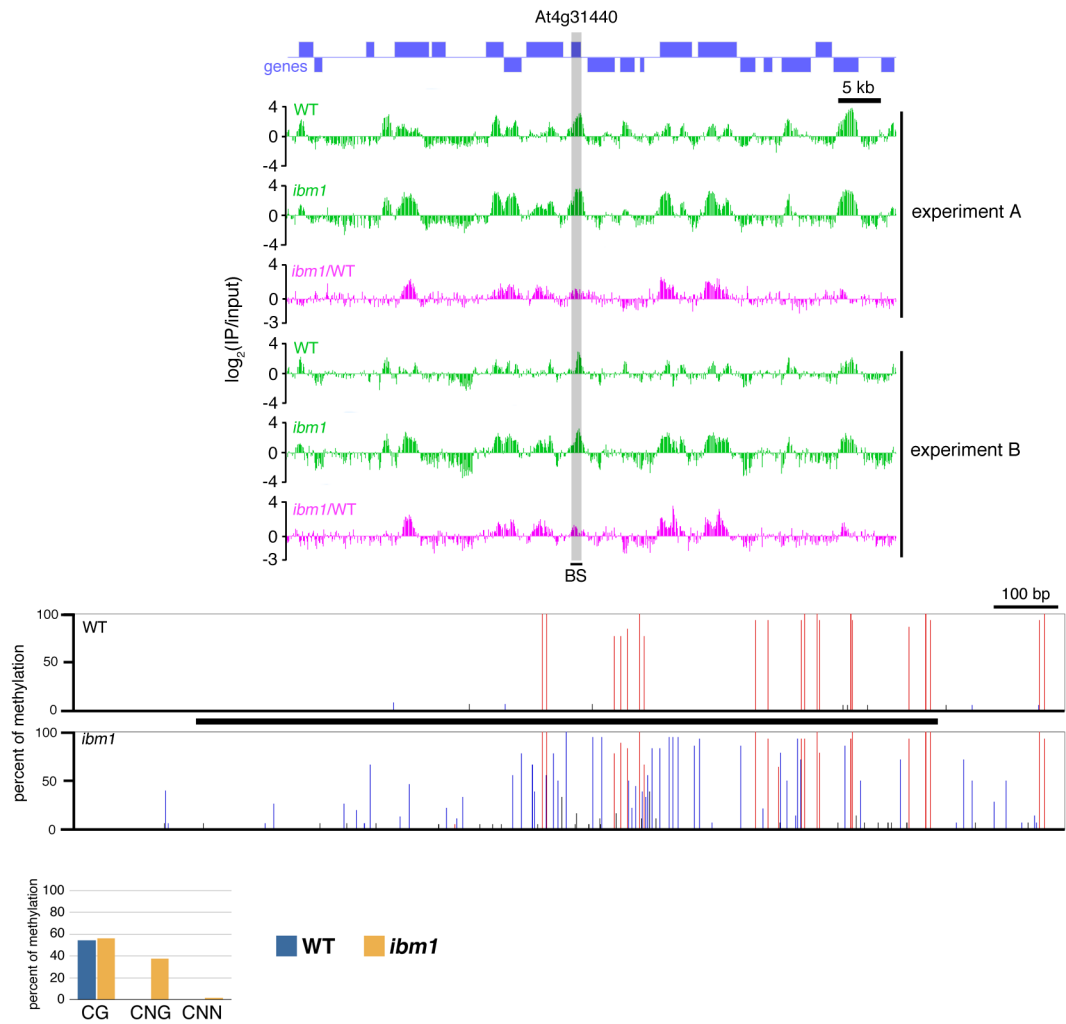 At4g31440
genes
5 kb
WT
4
0
-4
ibm1
4
0
-4
experiment A
ibm1/WT
4
0
-3
log2(IP/input)
WT
4
0
-4
ibm1
4
0
-4
experiment B
ibm1/WT
4
0
-3
BS
100 bp
percent of methylation
100
50
0
WT
100
50
0
ibm1
percent of methylation
100
80
60
40
20
0
CG CNG CNN
WT ibm1